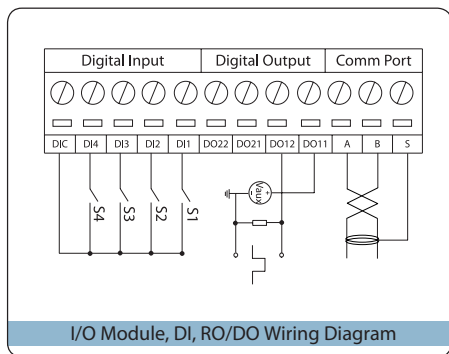 Digital Input Digital Output Comm Port
DIC DI4 DI3 DI2 DI1 DO22 DO21 DO12 DO11 A B S
S4 S3 S2 S1
Vaux
I/O Module, DI, RO/DO Wiring Diagram